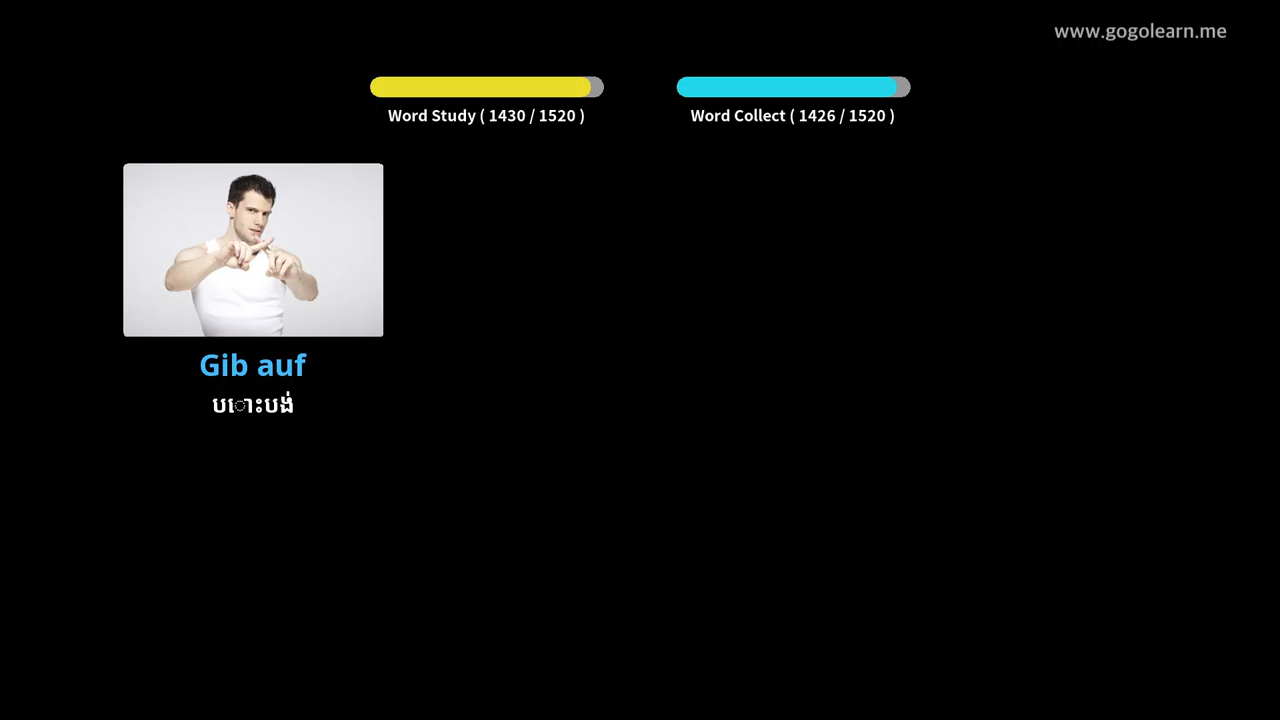 www.gogolearn.me
Word Study ( 1430 / 1520 )
Word Collect ( 1426 / 1520 )
Gib auf
បោះបង់